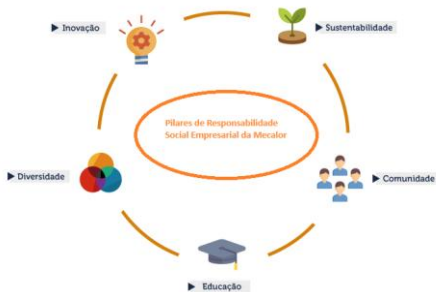 Inovação
Sustentabilidade
Pilares de Responsabilidade
Social Empresarial da Mecalor
Diversidade
Comunidade
Educação